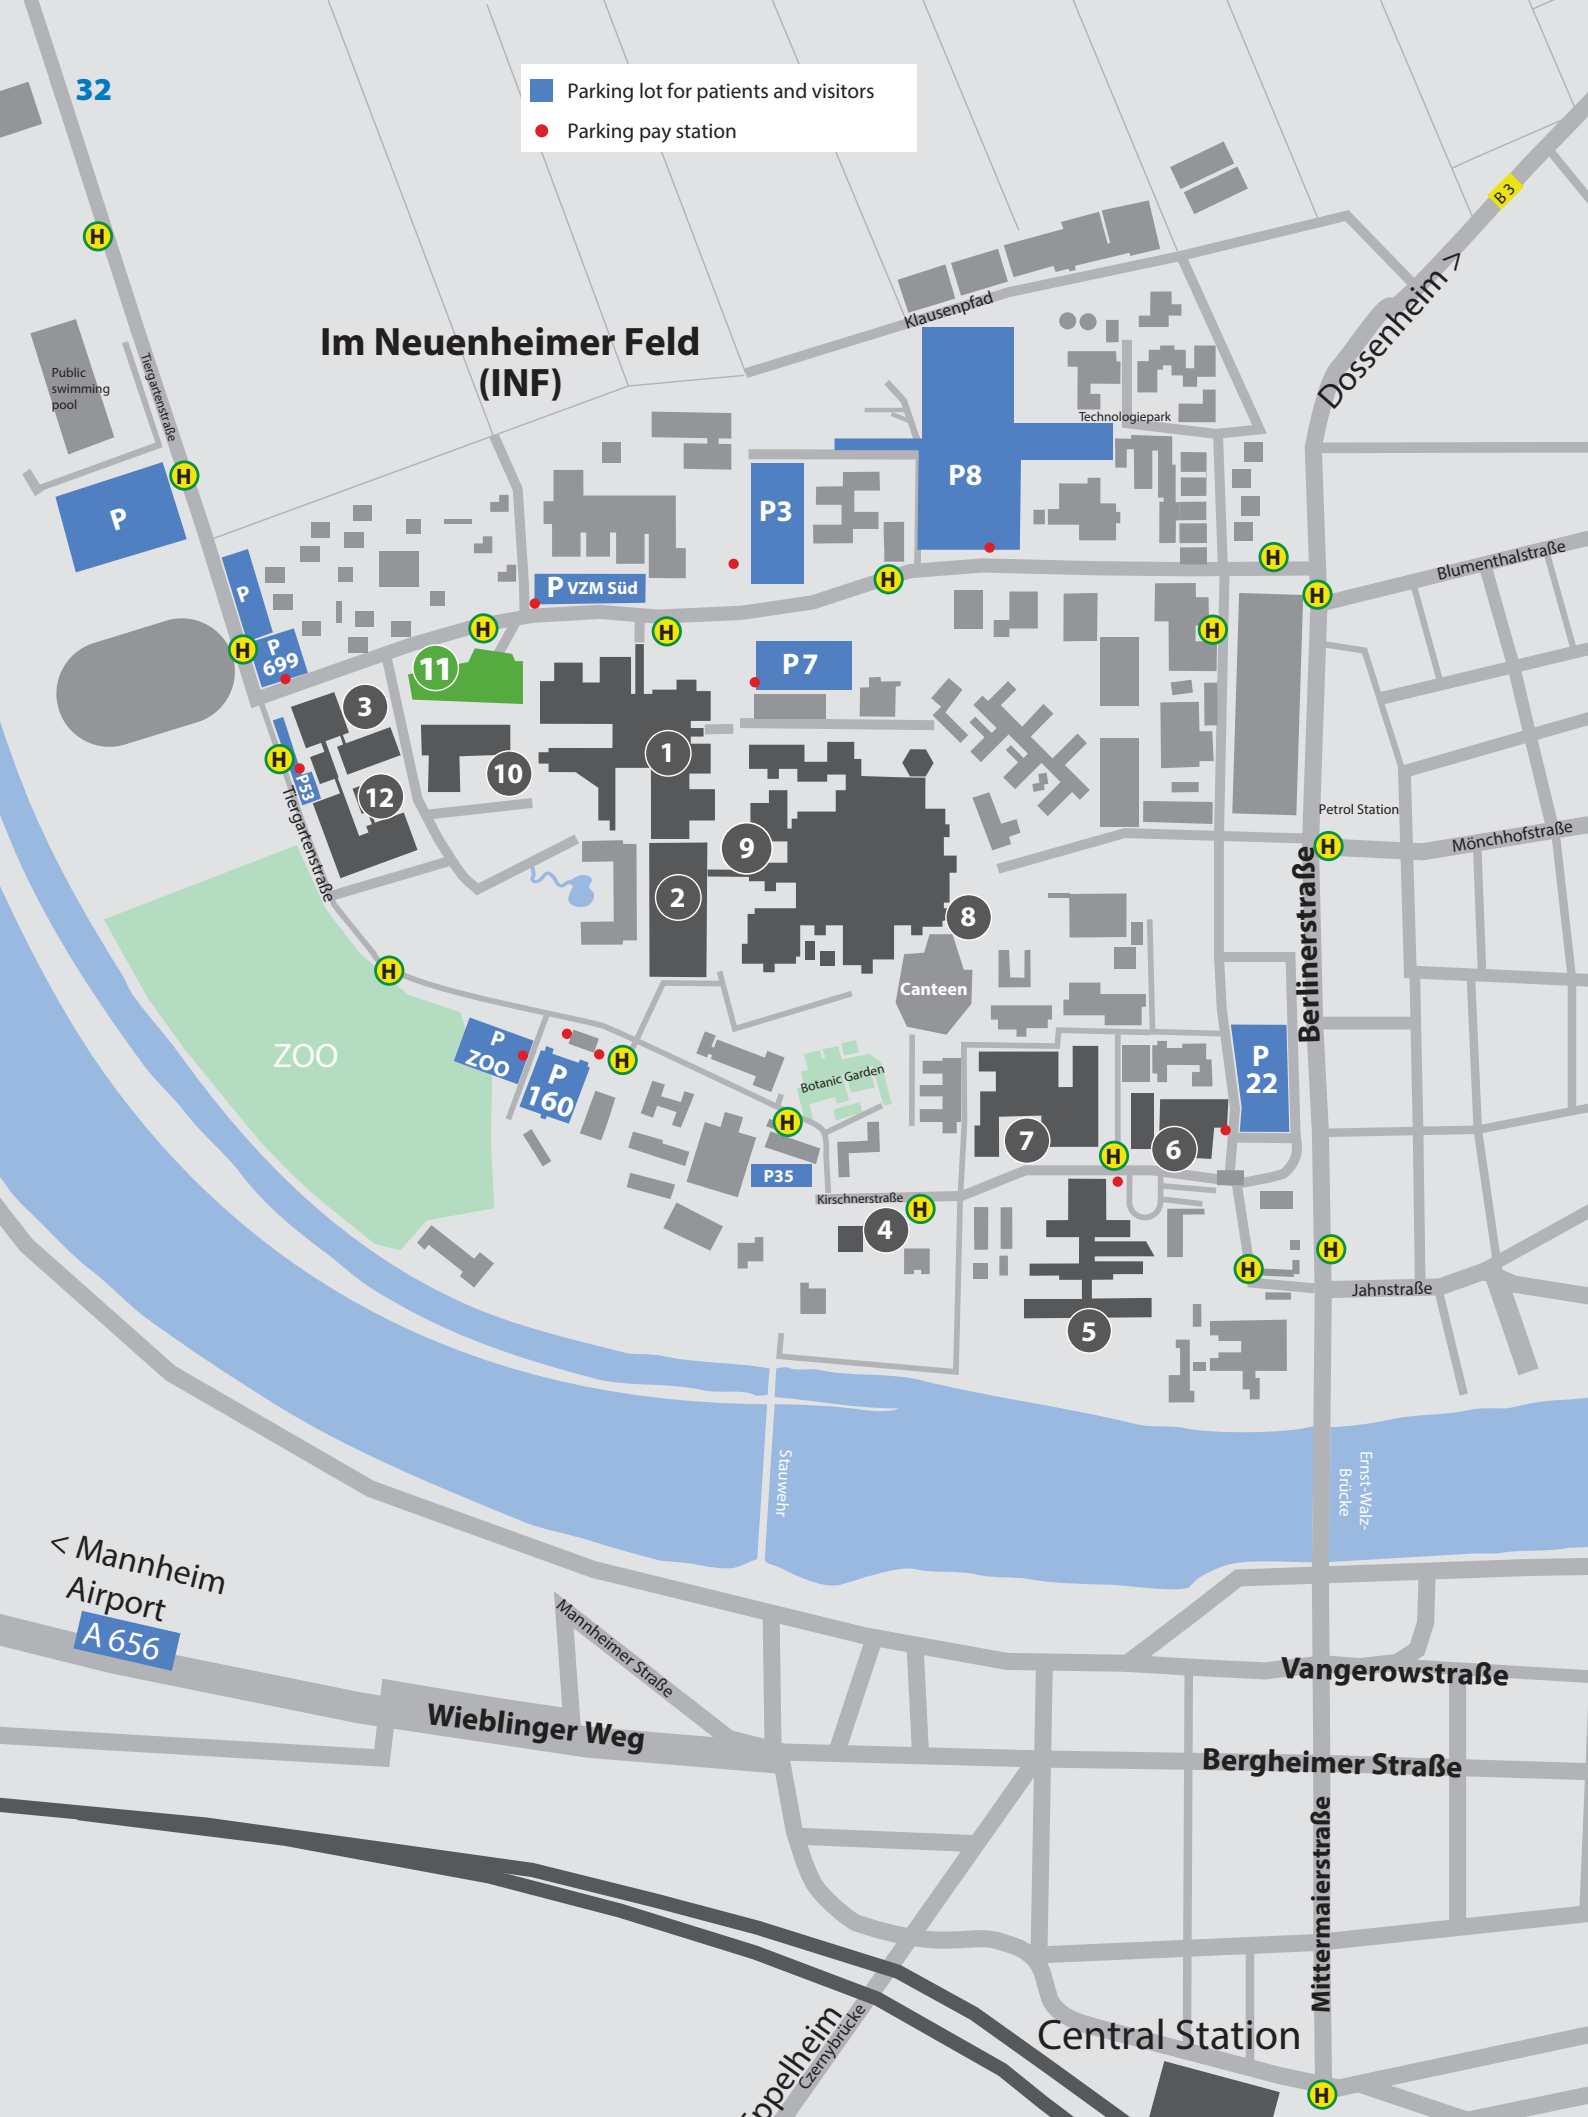 32
Parking lot for patients and visitors
Parking pay station
B 3
H
Dossenheim >
Klausenpfad
Im Neuenheimer Feld
(INF)
Public
swimming
pool
Tiergartenstraße
Technologiepark
H
P
P8
P3
P
P VZM Süd
H
H
H
Blumenthalstraße
H
H
H
H
H
P
699
11
P7
3
H
P53
10
1
12
Petrol Station
Tiergartenstraße
9
H
Mönchhofstraße
2
8
Berlinerstraße
H
Canteen
ZOO
P
ZOO
P
160
H
Botanic Garden
P
22
H
7
H
6
P35
Kirschnerstraße
H
4
H
H
Jahnstraße
5
Stauwehr
Ernst-Walz-
Brücke
< Mannheim
Airport
A 656
Mannheimer Straße
Vangerowstraße
Wieblinger Weg
Bergheimer Straße
Mittermaierstraße
Czernybrücke
Central Station
H